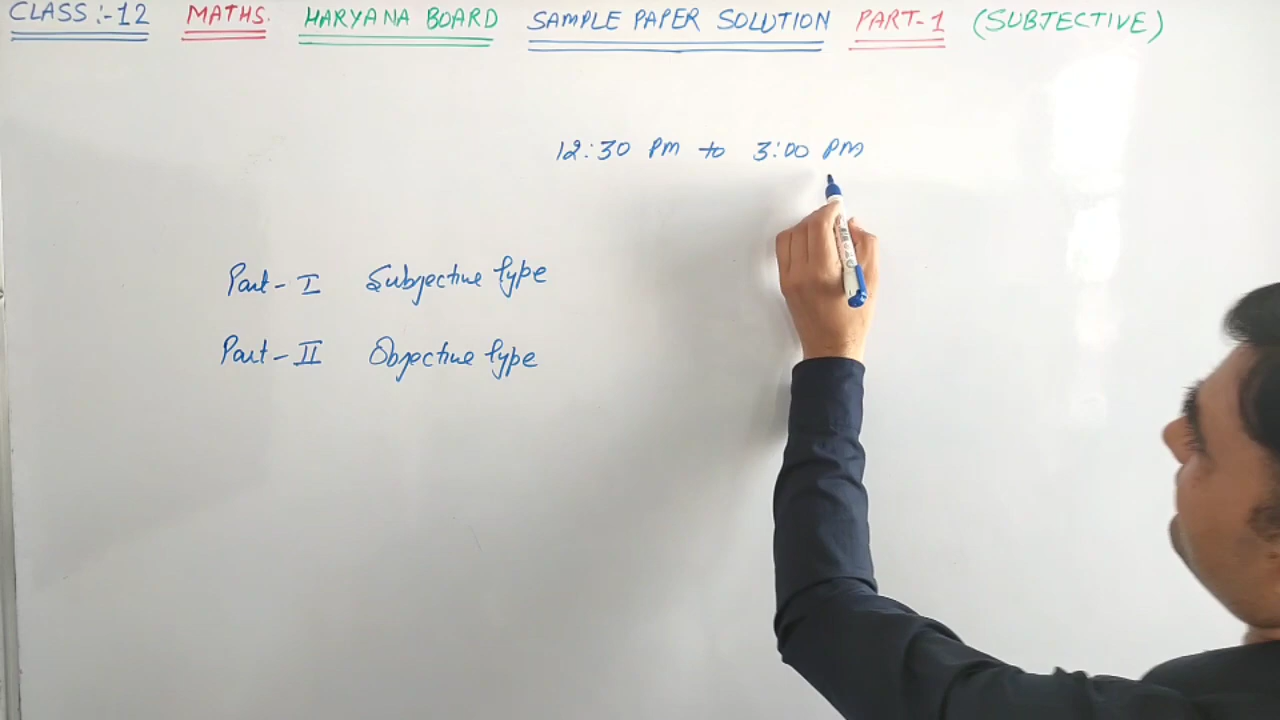 CLASS:-12 MATHS. HARYANA BOARD SAMPLE PAPER SOLUTION PART-1 (SUBJECTIVE)
12:30 PM to 3:00 PM
Part - I Subjective type
Part - II Objective type